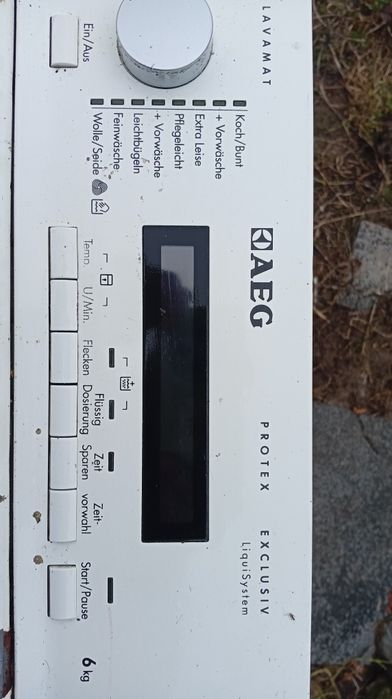 LAVAMAT
AEG
PROTEX EXCLUSIV
LiquiSystem
Ein/Aus
Koch/Bunt
+ Vorwäsche
Extra Leise
Pflegeleicht
+ Vorwäsche
Leichtbügeln
Feinwäsche
Wolle/Seide
Temp.
U/Min.
Flecken
Flüssig
Dosierung
Zeit
Sparen
Zeit-
vorwahl
Start/Pause
6 kg